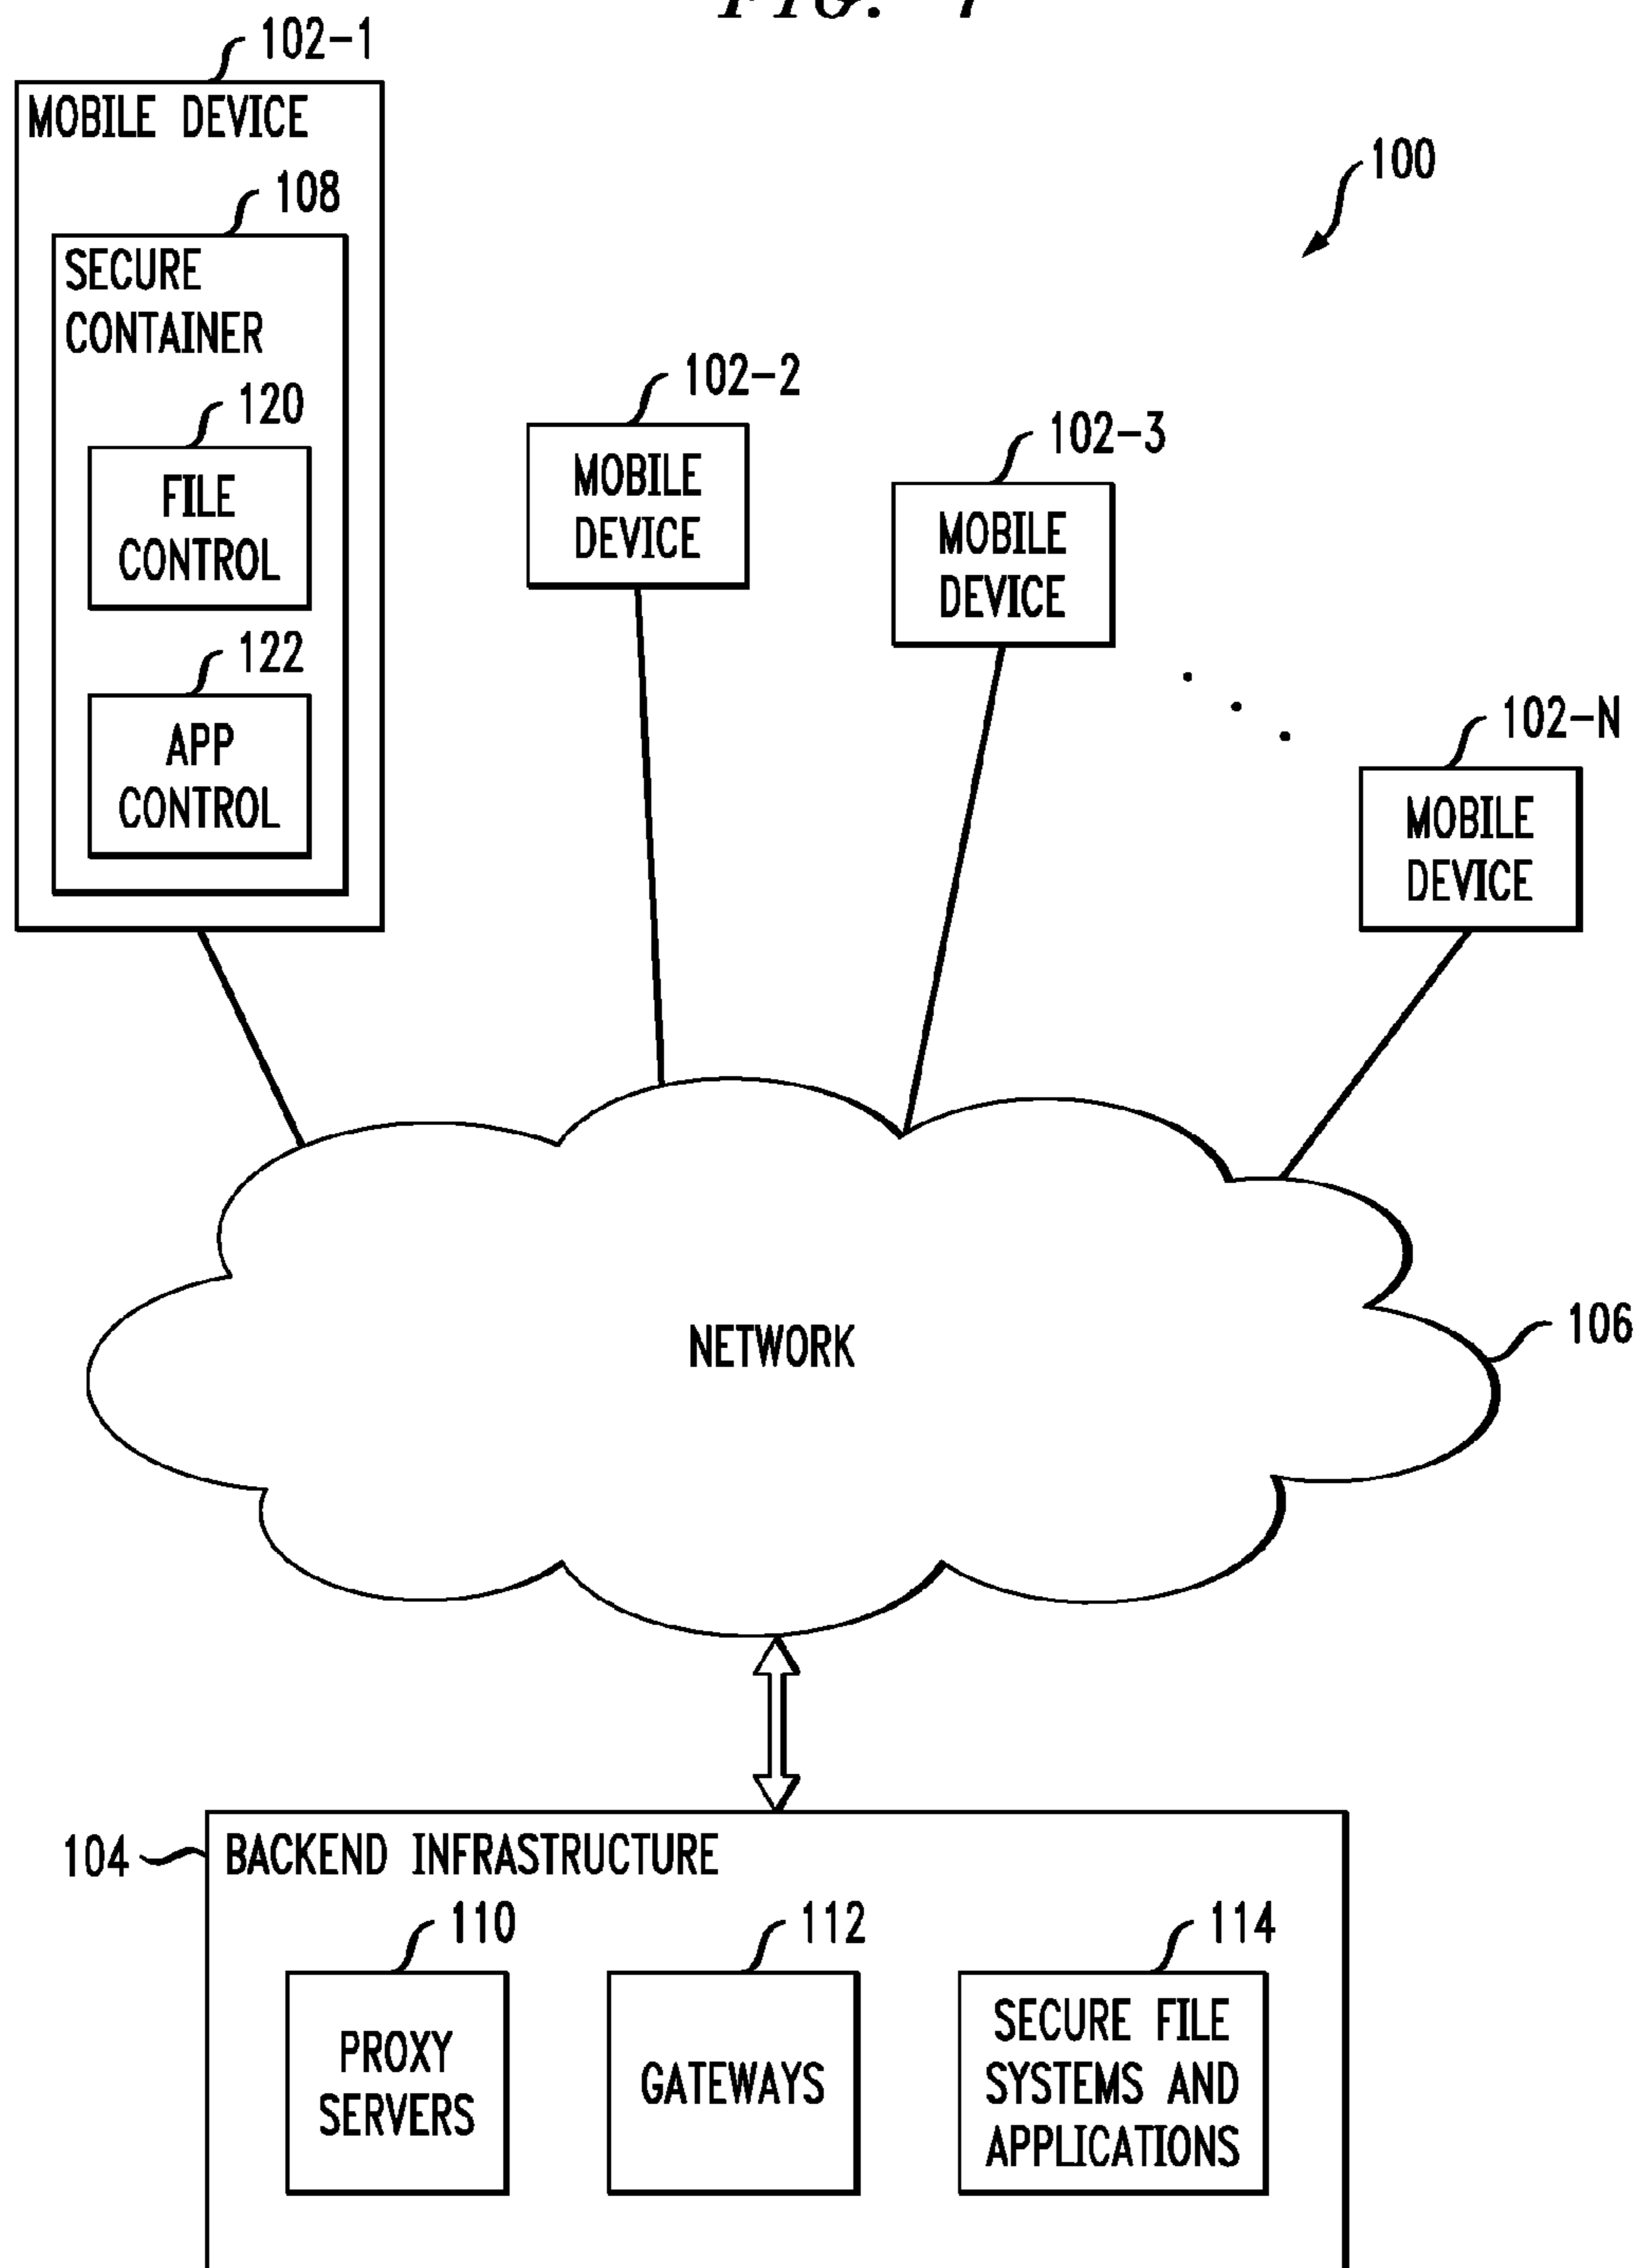 102-1
MOBILE DEVICE
100
108
SECURE
CONTAINER
102-2
120
102-3
FILE
CONTROL
MOBILE
DEVICE
MOBILE
DEVICE
122
102-N
APP
CONTROL
MOBILE
DEVICE
NETWORK
106
104
BACKEND INFRASTRUCTURE
110
112
114
PROXY
SERVERS
GATEWAYS
SECURE FILE
SYSTEMS AND
APPLICATIONS